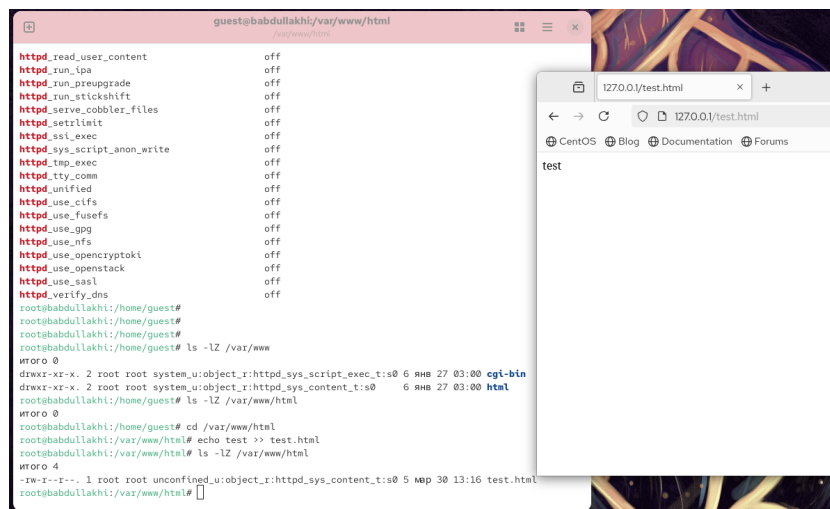 guest@babdullakhi:/var/www/html
/var/www/html
httpd_read_user_content off
httpd_run_ipa off
httpd_run_preupgrade off
httpd_run_stickshift off
httpd_serve_cobbler_files off
httpd_setrlimit off
httpd_ssi_exec off
httpd_sys_script_anon_write off
httpd_tmp_exec off
httpd_tty_comm off
httpd_unified off
httpd_use_cifs off
httpd_use_fusefs off
httpd_use_gpg off
httpd_use_nfs off
httpd_use_opencryptoki off
httpd_use_openstack off
httpd_use_sasl off
httpd_verify_dns off
root@babdullakhi:/home/guest#
root@babdullakhi:/home/guest#
root@babdullakhi:/home/guest#
root@babdullakhi:/home/guest# ls -lZ /var/www
итого 0
drwxr-xr-x. 2 root root system_u:object_r:httpd_sys_script_exec_t:s0 6 янв 27 03:00 cgi-bin
drwxr-xr-x. 2 root root system_u:object_r:httpd_sys_content_t:s0 6 янв 27 03:00 html
root@babdullakhi:/home/guest# ls -lZ /var/www/html
итого 0
root@babdullakhi:/home/guest# cd /var/www/html
root@babdullakhi:/var/www/html# echo test >> test.html
root@babdullakhi:/var/www/html# ls -lZ /var/www/html
итого 4
-rw-r--r--. 1 root root unconfined_u:object_r:httpd_sys_content_t:s0 5 мар 30 13:16 test.html
root@babdullakhi:/var/www/html#
127.0.0.1/test.html
127.0.0.1/test.html
CentOS Blog Documentation Forums
test